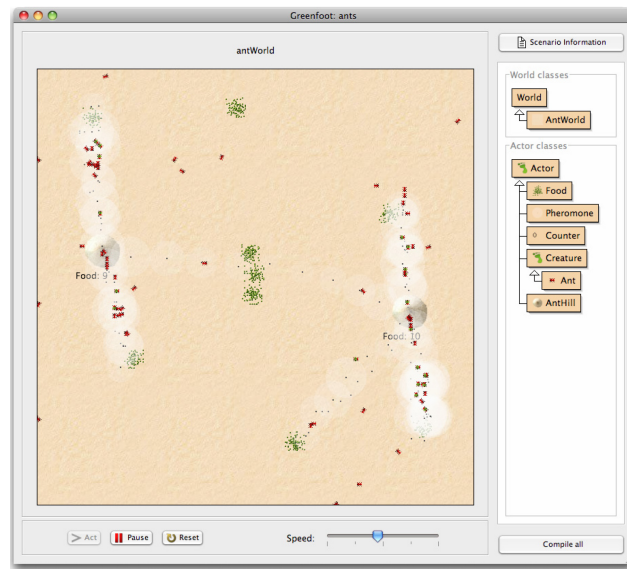 Greenfoot: ants
antWorld
Food: 9
Food: 10
Act
Pause
Reset
Speed:
Scenario Information
World classes
World
AntWorld
Actor classes
Actor
Food
Pheromone
Counter
Creature
Ant
AntHill
Compile all